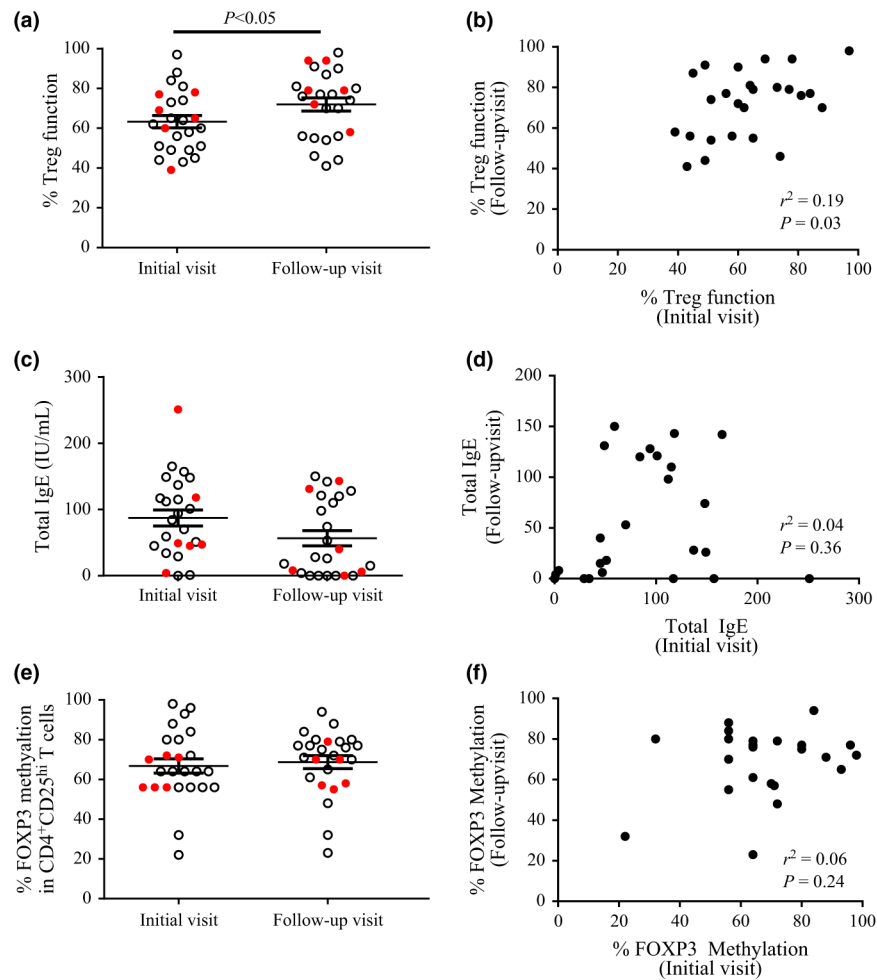 (a)
P<0.05
% Treg function
100
80
60
40
20
0
Initial visit
Follow-up visit
(b)
% Treg function
(Follow-upvisit)
100
80
60
40
20
0
r² = 0.19
P = 0.03
0
20
40
60
80
100
% Treg function
(Initial visit)
(c)
Total IgE (IU/mL)
300
200
100
0
Initial visit
Follow-up visit
(d)
Total IgE
(Follow-upvisit)
200
150
100
50
0
r² = 0.04
P = 0.36
0
100
200
300
Total IgE
(Initial visit)
(e)
% FOXP3 methyaltion
in CD4⁺CD25ʰⁱ T cells
100
80
60
40
20
0
Initial visit
Follow-up visit
(f)
% FOXP3 Methylation
(Follow-upvisit)
100
80
60
40
20
0
r² = 0.06
P = 0.24
0
20
40
60
80
100
% FOXP3 Methylation
(Initial visit)